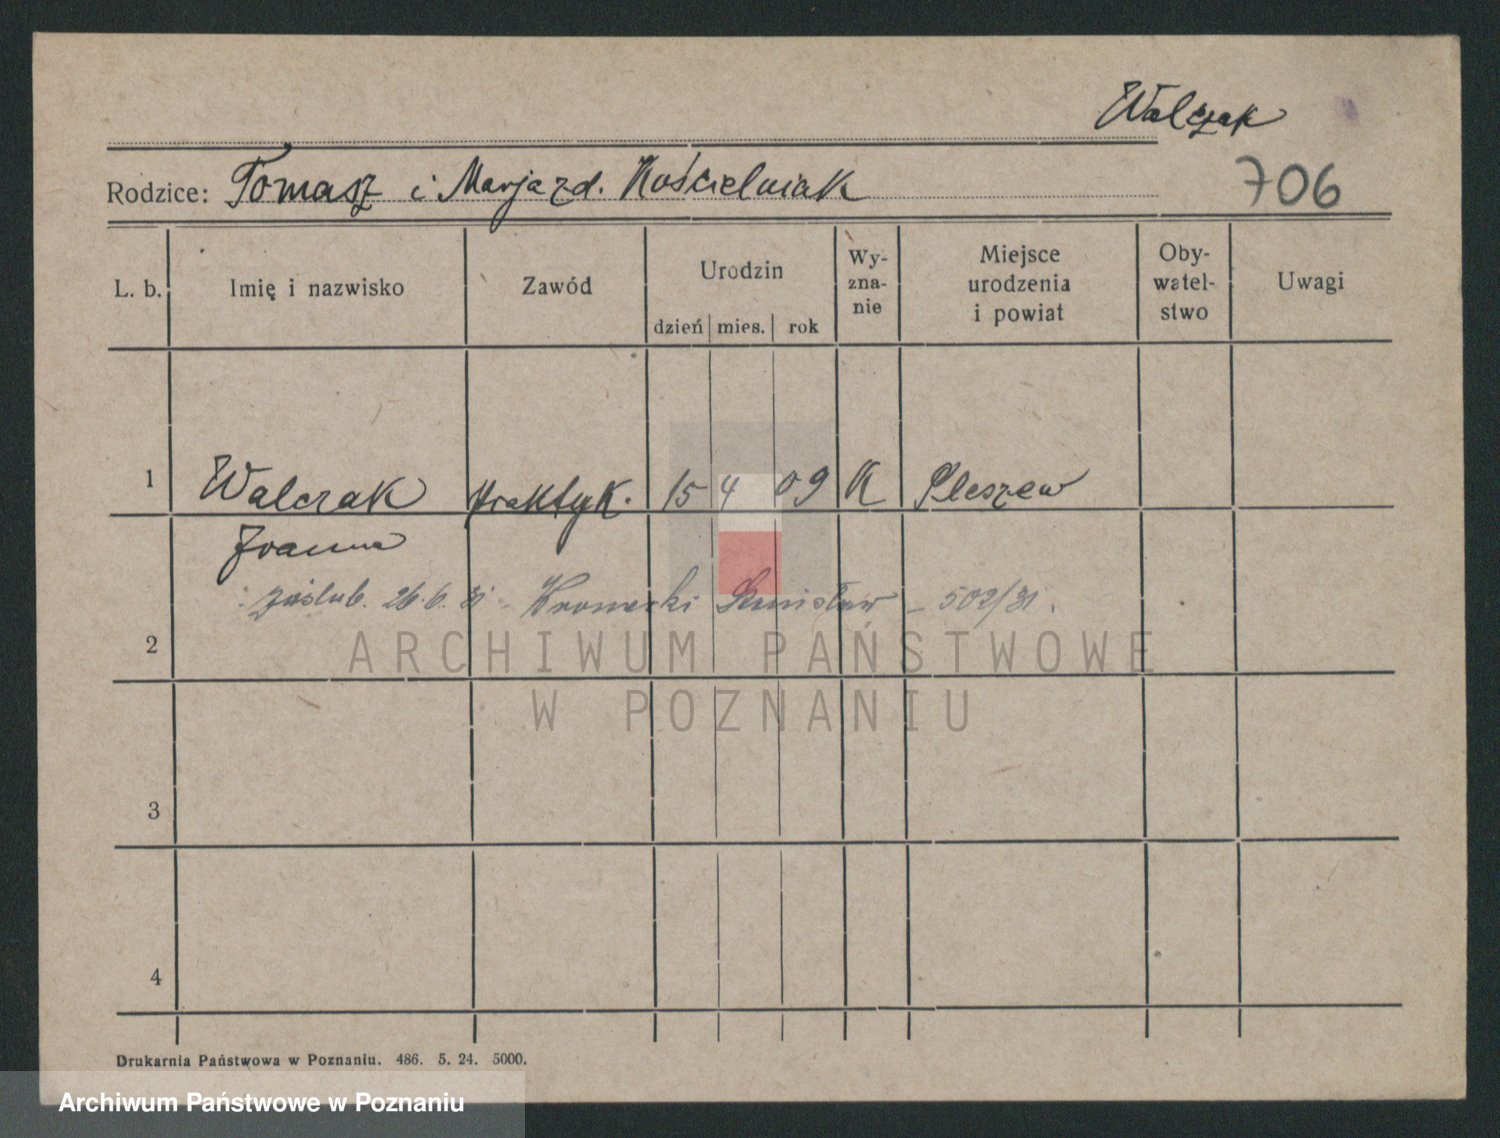 Walczak
Rodzice: Tomasz i Marja zd. Kościelniak
706
L. b. Imię i nazwisko Zawód Urodzin dzień mies. rok Wy-zna-nie Miejsce urodzenia i powiat Oby-watel-stwo Uwagi
1 Walczak praktyk. 15 4 09 K Pleszew
Joanna
zaślub. 26.6.31 - Stanisław - 502/31.
2
ARCHIWUM PAŃSTWOWE
W POZNANIU
3
4
Drukarnia Państwowa w Poznaniu. 486. 5. 24. 5000.
Archiwum Państwowe w Poznaniu